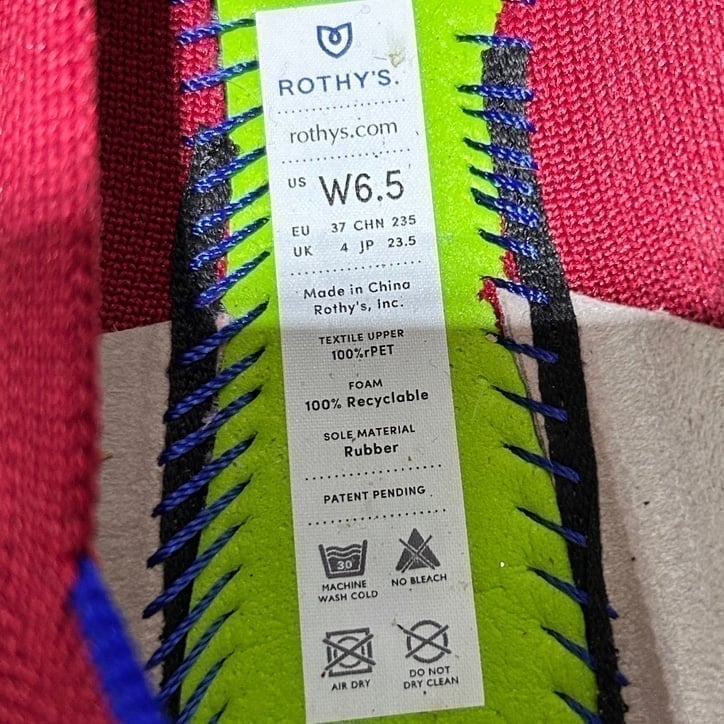 ROTHY'S.
rothys.com
US W6.5
EU 37 CHN 235
UK 4 JP 23.5
Made in China
Rothy's, Inc.
TEXTILE UPPER
100%rPET
FOAM
100% Recyclable
SOLE MATERIAL
Rubber
PATENT PENDING
30°
MACHINE
WASH COLD
NO BLEACH
AIR DRY
DO NOT
DRY CLEAN